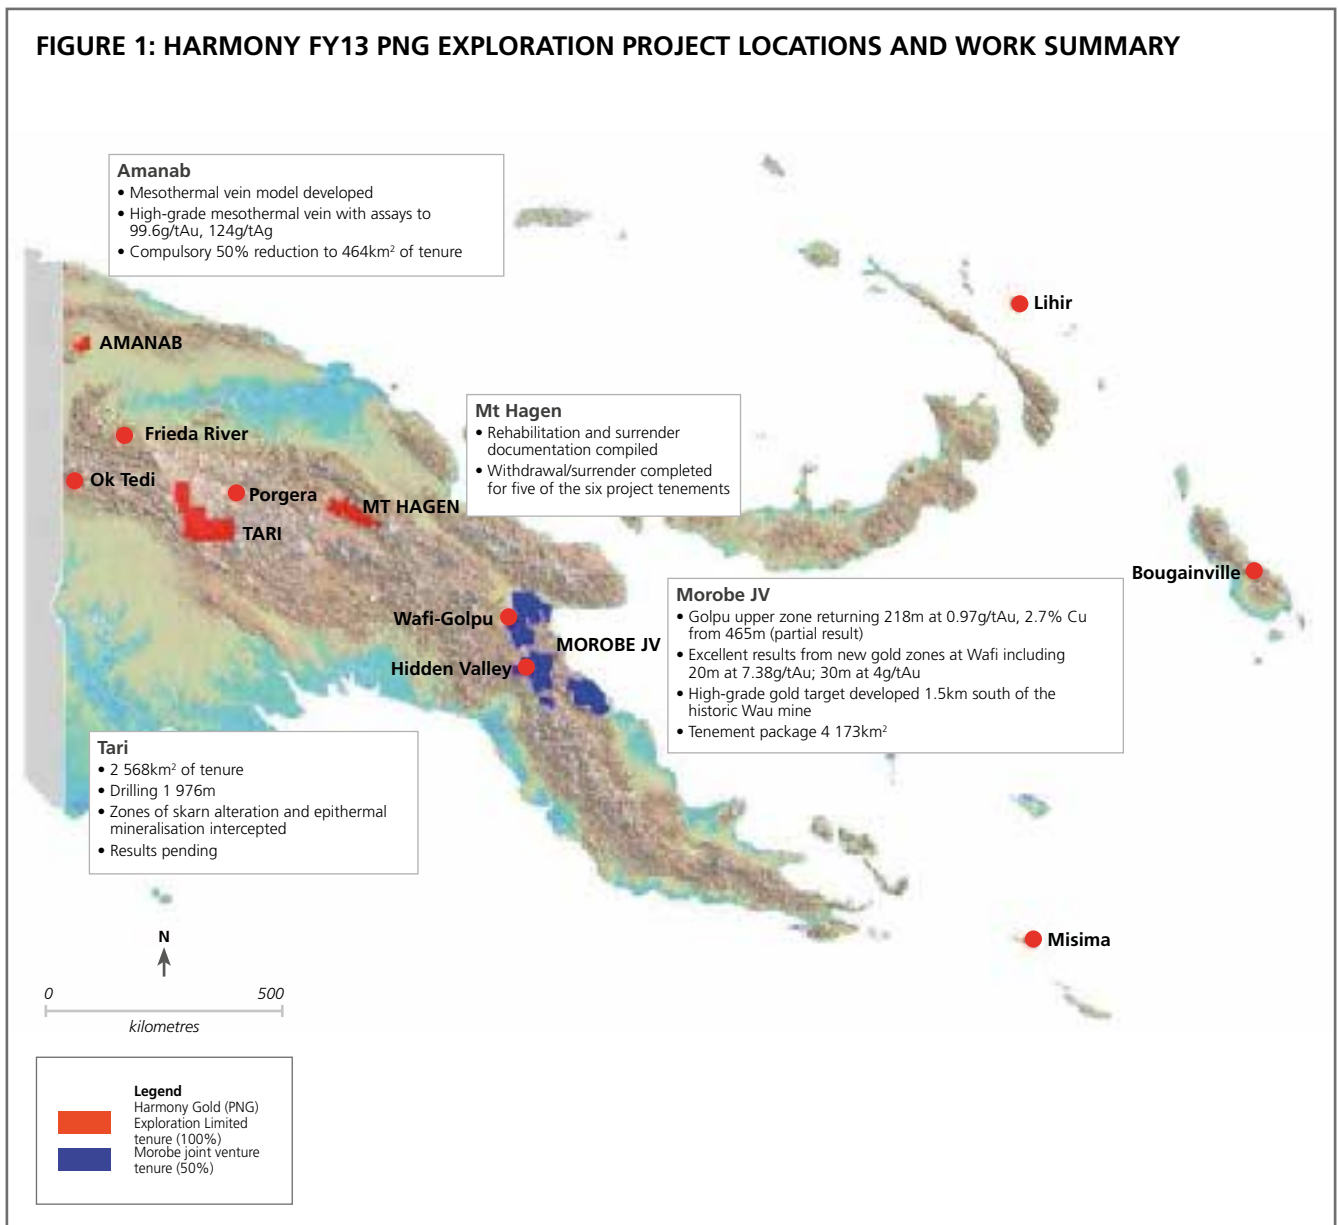 FIGURE 1: HARMONY FY13 PNG EXPLORATION PROJECT LOCATIONS AND WORK SUMMARY
Amanab
• Mesothermal vein model developed
• High-grade mesothermal vein with assays to
99.6g/tAu, 124g/tAg
• Compulsory 50% reduction to 464km² of tenure
Lihir
AMANAB
Mt Hagen
• Rehabilitation and surrender
documentation compiled
• Withdrawal/surrender completed
for five of the six project tenements
Frieda River
Ok Tedi
Porgera
MT HAGEN
TARI
Bougainville
Morobe JV
• Golpu upper zone returning 218m at 0.97g/tAu, 2.7% Cu
from 465m (partial result)
• Excellent results from new gold zones at Wafi including
20m at 7.38g/tAu; 30m at 4g/tAu
• High-grade gold target developed 1.5km south of the
historic Wau mine
• Tenement package 4 173km²
Wafi-Golpu
MOROBE JV
Hidden Valley
Tari
• 2 568km² of tenure
• Drilling 1 976m
• Zones of skarn alteration and epithermal
mineralisation intercepted
• Results pending
N
Misima
0 500
kilometres
Legend
Harmony Gold (PNG)
Exploration Limited
tenure (100%)
Morobe joint venture
tenure (50%)